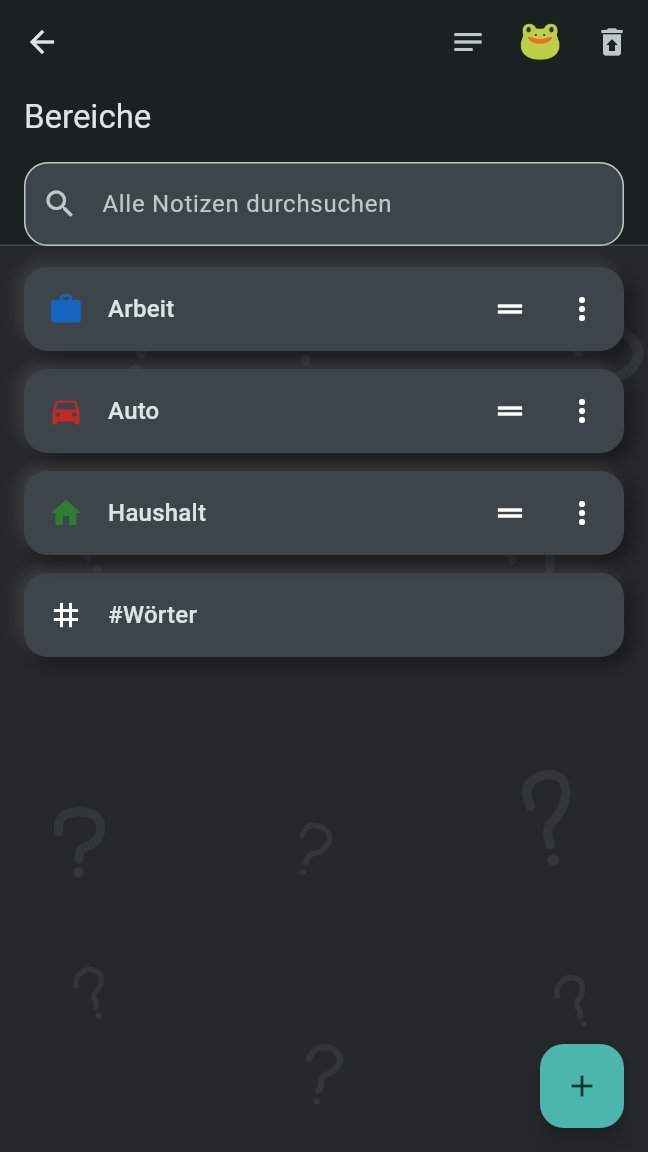 Bereiche
Alle Notizen durchsuchen
Arbeit
Auto
Haushalt
#Wörter